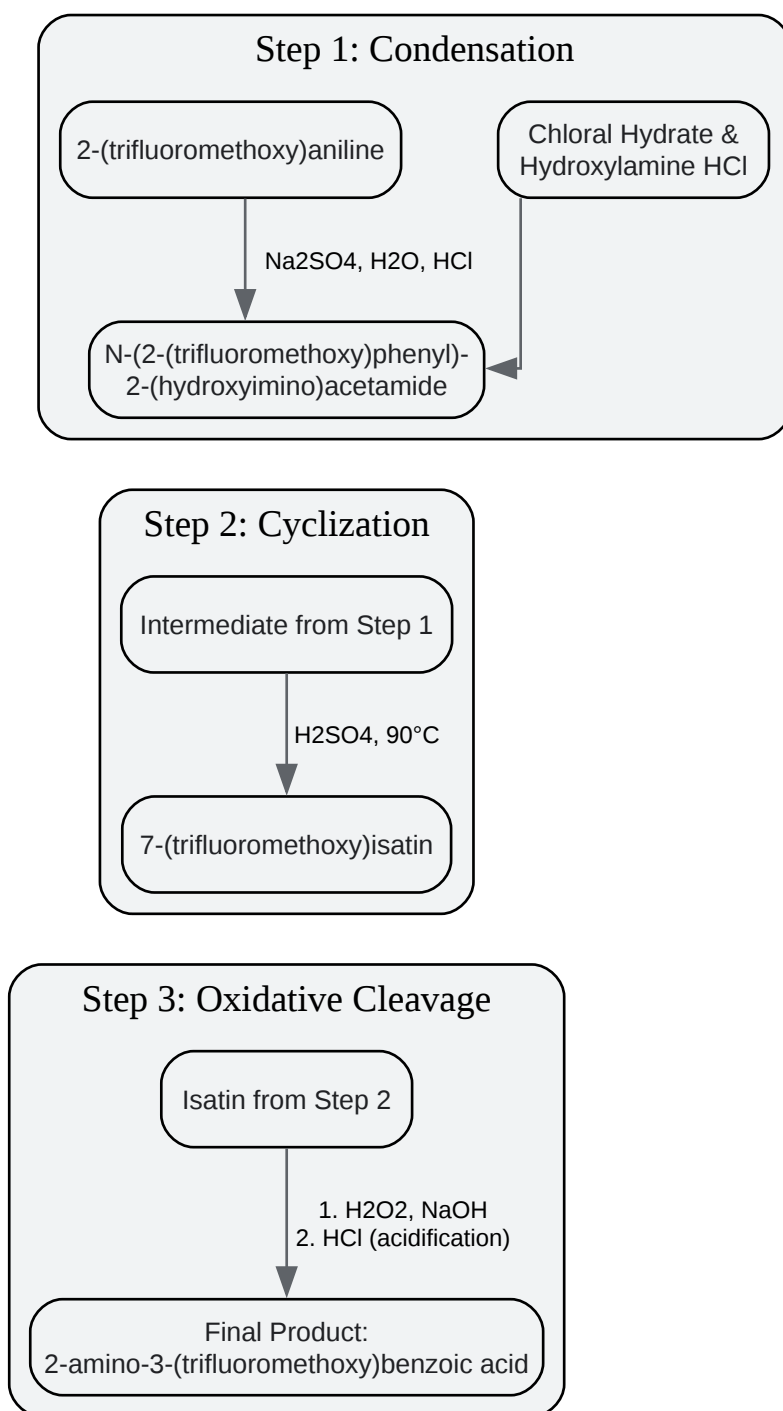 Step 1: Condensation
2-(trifluoromethoxy)aniline
Chloral Hydrate &
Hydroxylamine HCl
Na2SO4, H2O, HCl
N-(2-(trifluoromethoxy)phenyl)-
2-(hydroxyimino)acetamide
Step 2: Cyclization
Intermediate from Step 1
H2SO4, 90°C
7-(trifluoromethoxy)isatin
Step 3: Oxidative Cleavage
Isatin from Step 2
1. H2O2, NaOH
2. HCl (acidification)
Final Product:
2-amino-3-(trifluoromethoxy)benzoic acid